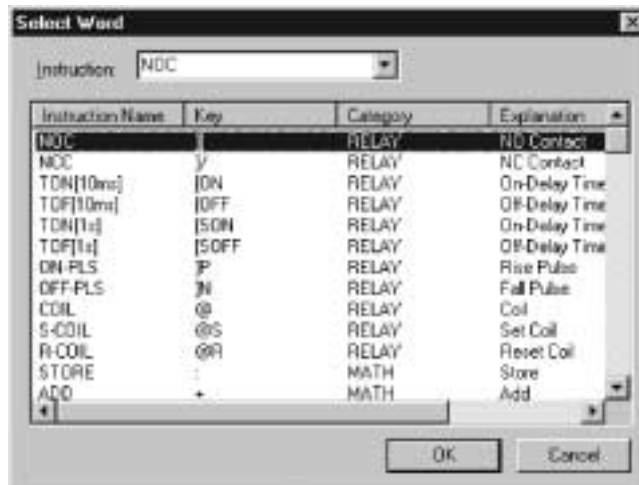 Select Word
Instruction: NOC
Instruction Name Key Category Explanation
NOC ][ RELAY NO Contact
NCC ]/ RELAY NC Contact
TON[10ms] [ON RELAY On-Delay Time
TOF[10ms] [OFF RELAY Off-Delay Time
TON[1s] [SON RELAY On-Delay Time
TOF[1s] [SOFF RELAY Off-Delay Time
ON-PLS ]P RELAY Rise Pulse
OFF-PLS ]N RELAY Fall Pulse
COIL @ RELAY Coil
S-COIL @S RELAY Set Coil
R-COIL @R RELAY Reset Coil
STORE : MATH Store
ADD + MATH Add
OK Cancel